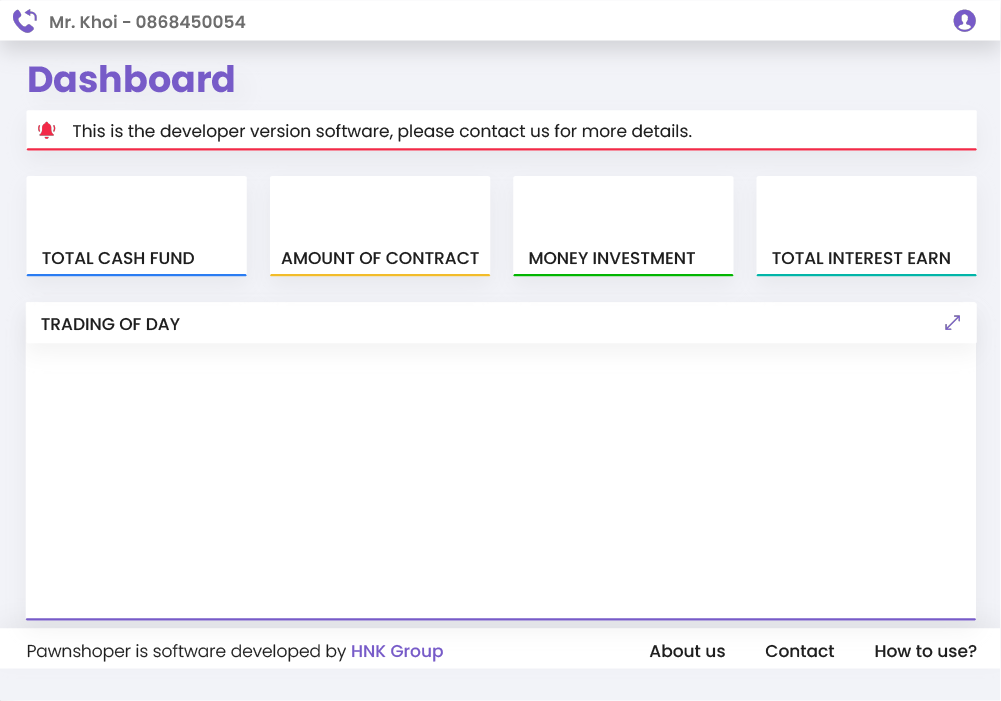 Mr. Khoi - 0868450054
Dashboard
This is the developer version software, please contact us for more details.
TOTAL CASH FUND
AMOUNT OF CONTRACT
MONEY INVESTMENT
TOTAL INTEREST EARN
TRADING OF DAY
Pawnshoper is software developed by HNK Group
About us
Contact
How to use?